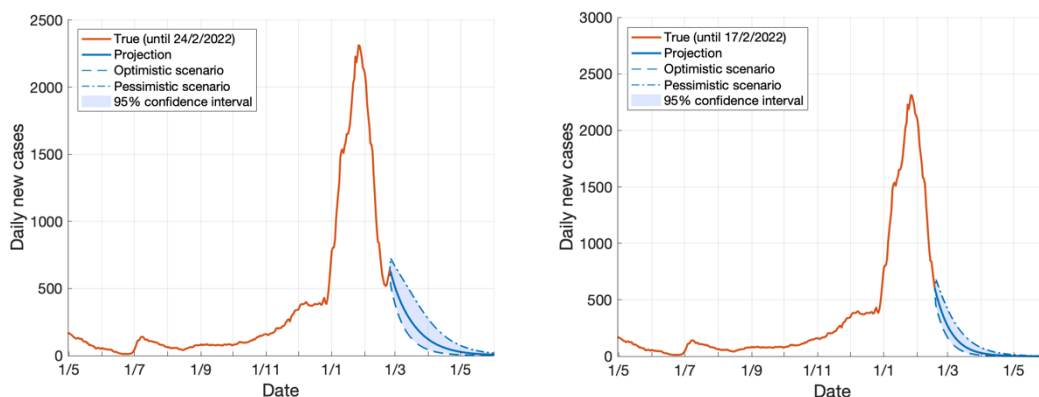 2500
2000
1500
1000
500
0
Daily new cases
True (until 24/2/2022)
Projection
Optimistic scenario
Pessimistic scenario
95% confidence interval
1/5
1/7
1/9
1/11
1/1
1/3
1/5
Date
3000
2500
2000
1500
1000
500
0
Daily new cases
True (until 17/2/2022)
Projection
Optimistic scenario
Pessimistic scenario
95% confidence interval
1/5
1/7
1/9
1/11
1/1
1/3
1/5
Date